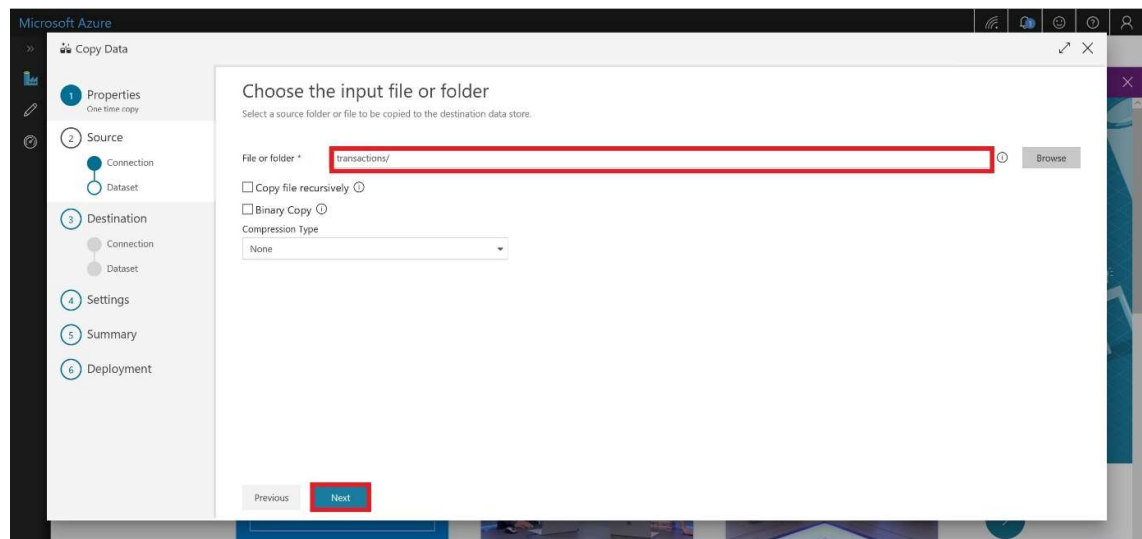 Microsoft Azure
Copy Data
1 Properties
One time copy
2 Source
Connection
Dataset
3 Destination
Connection
Dataset
4 Settings
5 Summary
6 Deployment
Choose the input file or folder
Select a source folder or file to be copied to the destination data store.
File or folder * transactions/ Browse
Copy file recursively
Binary Copy
Compression Type
None
Previous Next